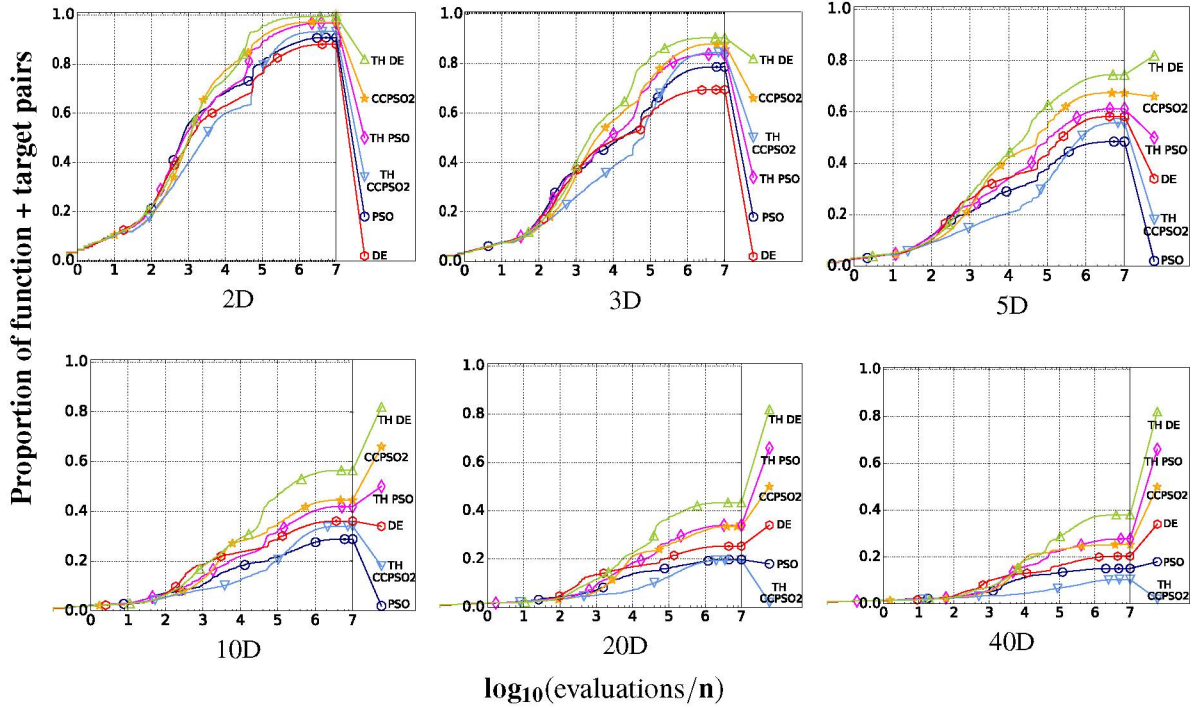 Proportion of function + target pairs
1.0
0.8
0.6
0.4
0.2
0.0
0 1 2 3 4 5 6 7
TH DE
CCPSO2
TH PSO
TH
CCPSO2
PSO
DE
2D
1.0
0.8
0.6
0.4
0.2
0.0
0 1 2 3 4 5 6 7
TH DE
CCPSO2
TH
CCPSO2
TH PSO
PSO
DE
3D
1.0
0.8
0.6
0.4
0.2
0.0
0 1 2 3 4 5 6 7
TH DE
CCPSO2
TH PSO
DE
TH
CCPSO2
PSO
5D
1.0
0.8
0.6
0.4
0.2
0.0
0 1 2 3 4 5 6 7
TH DE
CCPSO2
TH PSO
DE
TH
CCPSO2
PSO
10D
1.0
0.8
0.6
0.4
0.2
0.0
0 1 2 3 4 5 6 7
TH DE
TH PSO
CCPSO2
DE
PSO
TH
CCPSO2
20D
1.0
0.8
0.6
0.4
0.2
0.0
0 1 2 3 4 5 6 7
TH DE
TH PSO
CCPSO2
DE
PSO
TH
CCPSO2
40D
log10(evaluations/n)